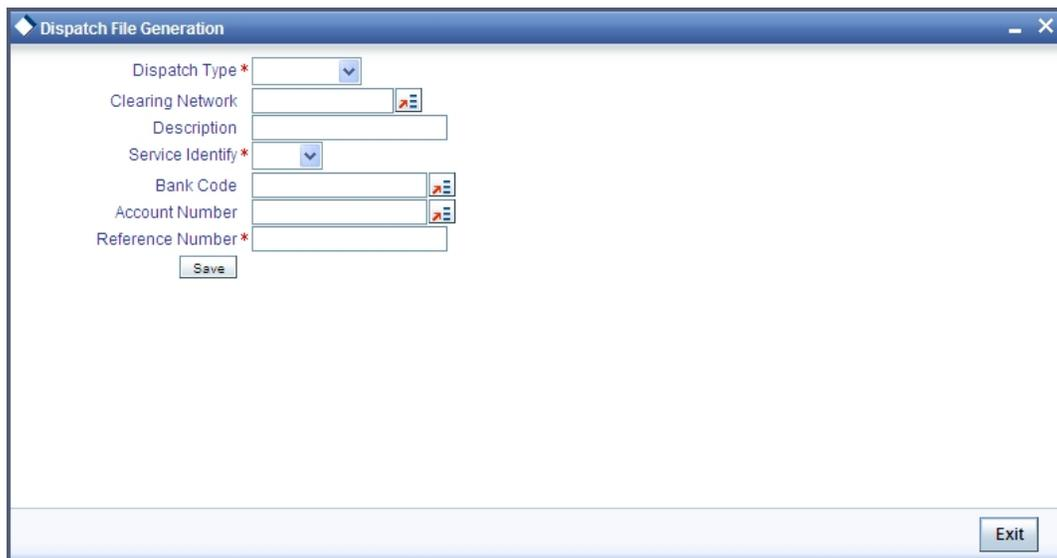 Dispatch File Generation
Dispatch Type *
Clearing Network
Description
Service Identify *
Bank Code
Account Number
Reference Number *
Save
Exit